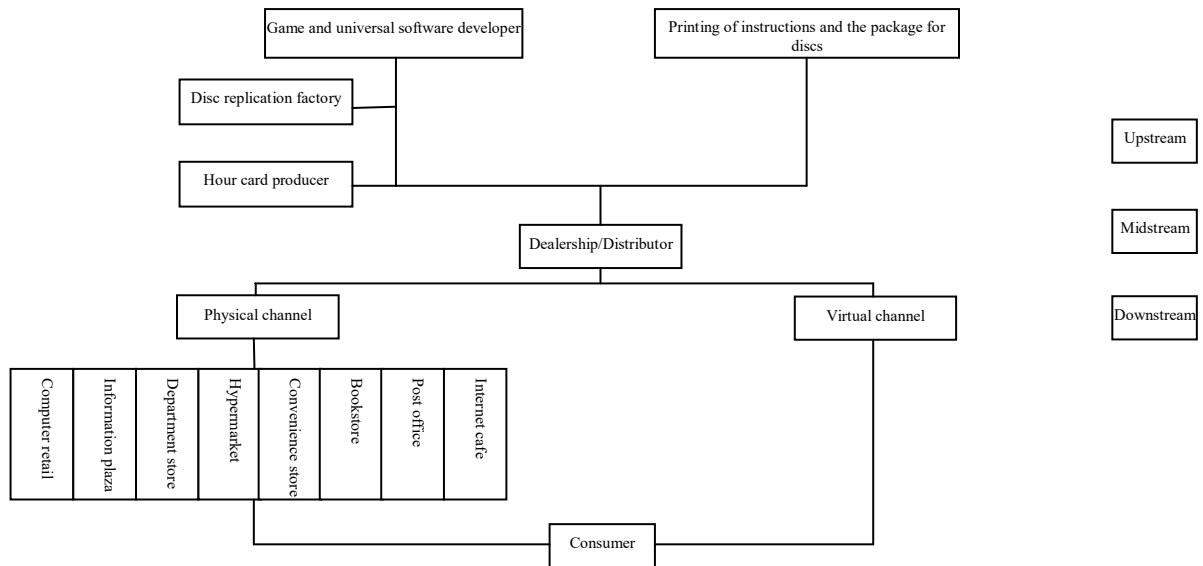 Game and universal software developer
Printing of instructions and the package for
discs
Disc replication factory
Upstream
Hour card producer
Midstream
Dealership/Distributor
Physical channel
Virtual channel
Downstream
Computer retail
Information plaza
Department store
Hypermarket
Convenience store
Bookstore
Post office
Internet cafe
Consumer